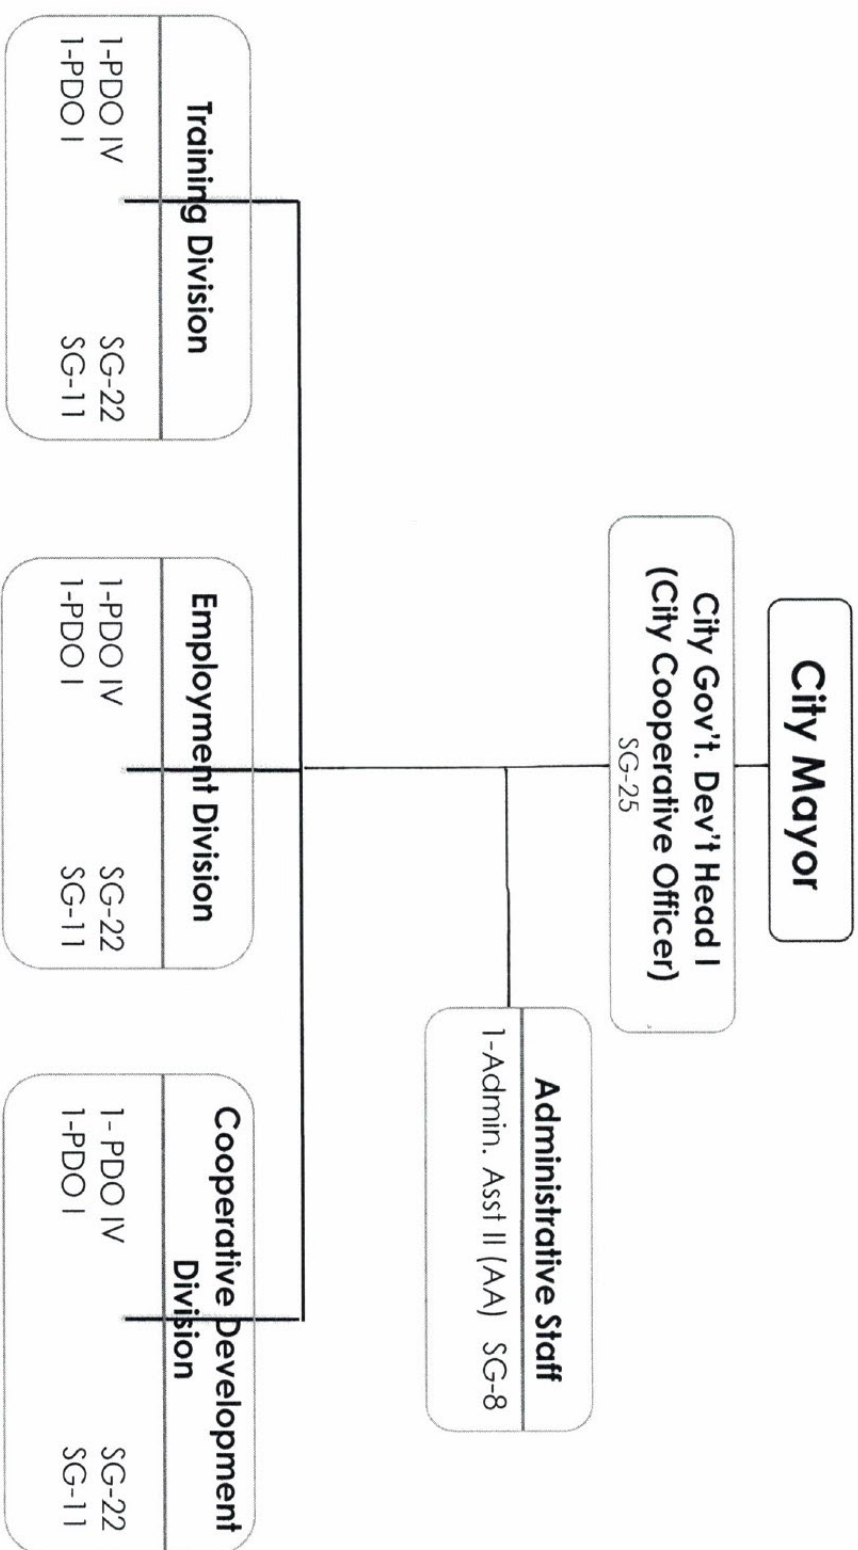 City Mayor
City Gov't. Dev't Head I
(City Cooperative Officer)
SG-25
Administrative Staff
1-Admin. Asst II (AA) SG-8
Training Division
1-PDO IV SG-22
1-PDO I SG-11
Employment Division
1-PDO IV SG-22
1-PDO I SG-11
Cooperative Development
Division
1- PDO IV SG-22
1-PDO I SG-11